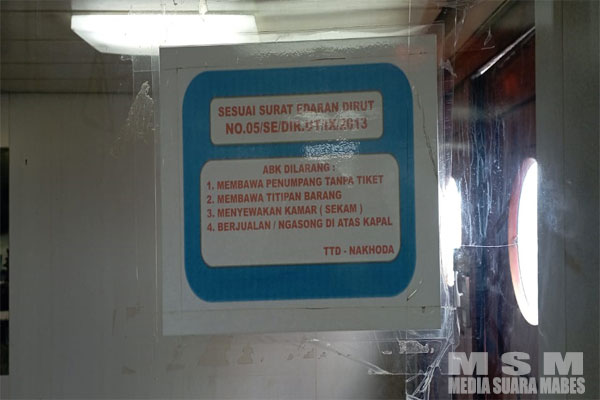 SESUAI SURAT EDARAN DIRUT
NO.05/SE/DIR.UT/IX/2013
ABK DILARANG :
1. MEMBAWA PENUMPANG TANPA TIKET
2. MEMBAWA TITIPAN BARANG
3. MENYEWAKAN KAMAR ( SEKAM )
4. BERJUALAN / NGASONG DI ATAS KAPAL
TTD - NAKHODA
MSM
MEDIA SUARA MABES